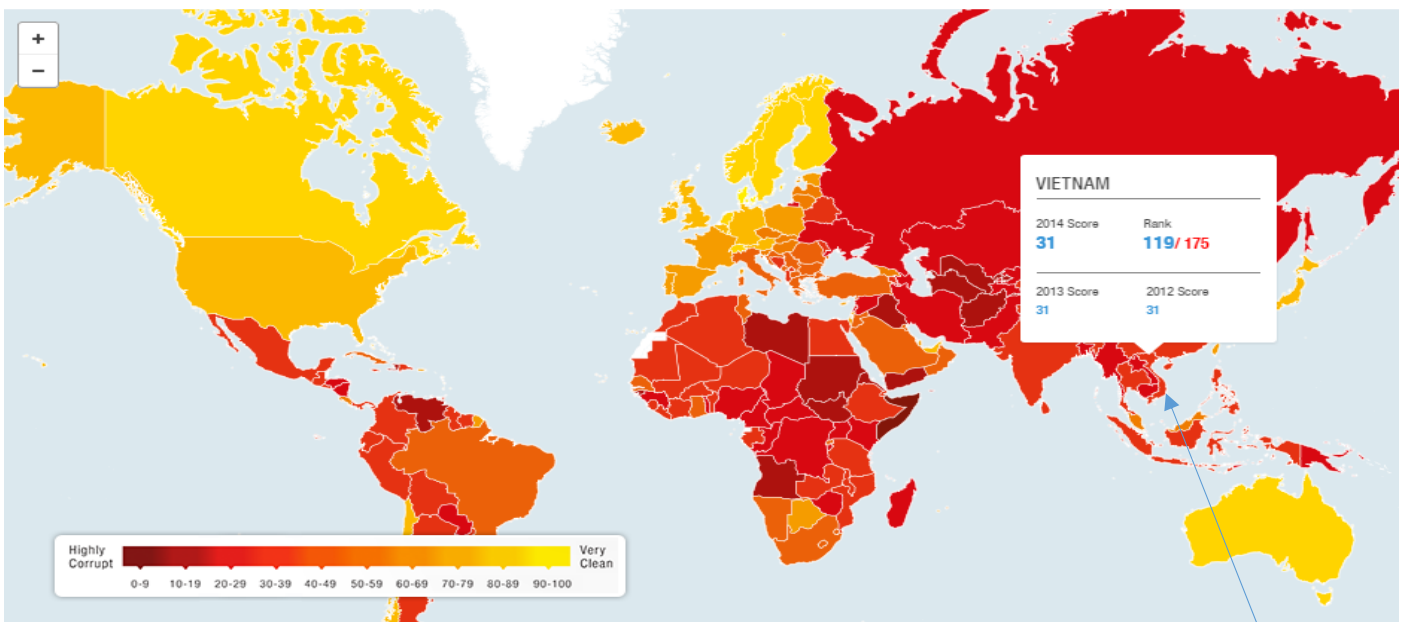 +
−
VIETNAM
2014 Score Rank
31 119/ 175
2013 Score 2012 Score
31 31
Highly Corrupt
Very Clean
0-9 10-19 20-29 30-39 40-49 50-59 60-69 70-79 80-89 90-100